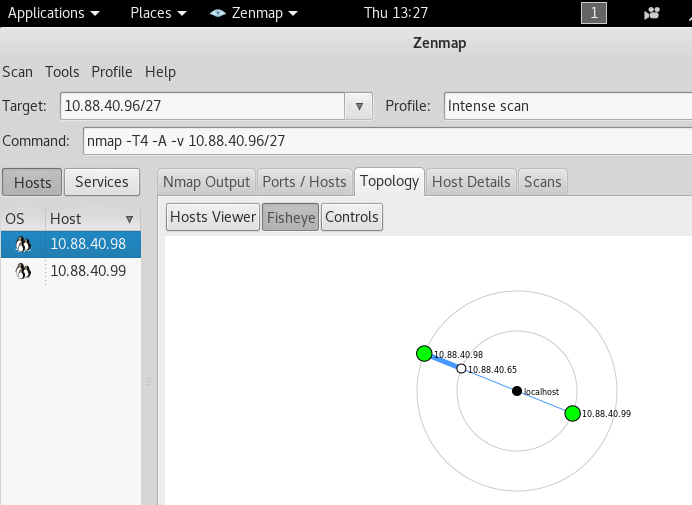 Applications Places Zenmap Thu 13:27 1
Zenmap
Scan Tools Profile Help
Target: 10.88.40.96/27 Profile: Intense scan
Command: nmap -T4 -A -v 10.88.40.96/27
Hosts Services Nmap Output Ports / Hosts Topology Host Details Scans
OS Host Hosts Viewer Fisheye Controls
10.88.40.98
10.88.40.99
10.88.40.98
10.88.40.65
localhost
10.88.40.99